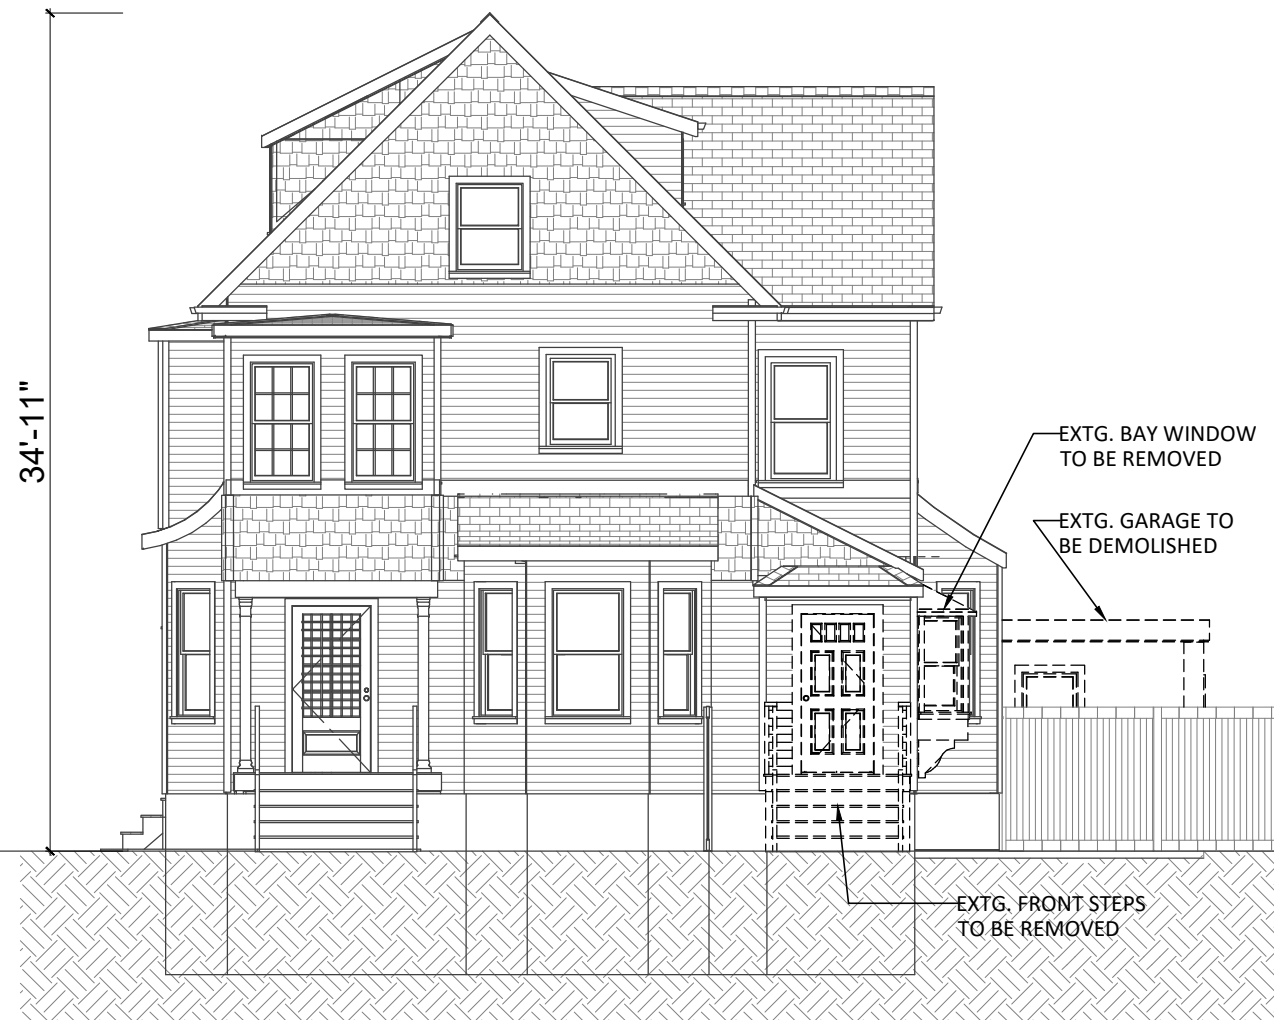 34'-11"
EXTG. BAY WINDOW
TO BE REMOVED
EXTG. GARAGE TO
BE DEMOLISHED
EXTG. FRONT STEPS
TO BE REMOVED